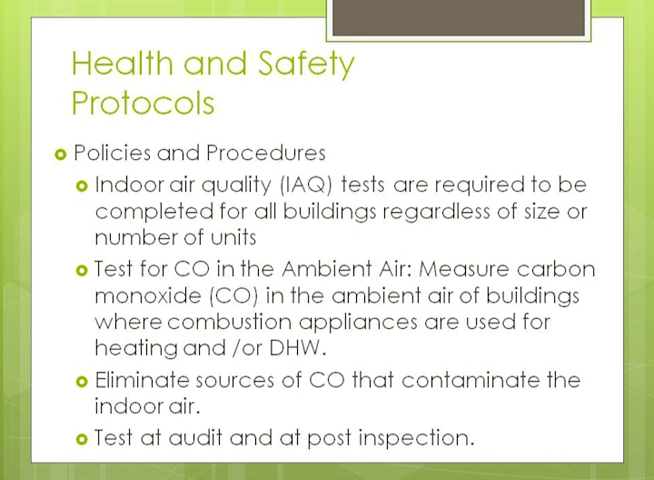 Health and Safety
Protocols
Policies and Procedures
Indoor air quality (IAQ) tests are required to be
completed for all buildings regardless of size or
number of units
Test for CO in the Ambient Air: Measure carbon
monoxide (CO) in the ambient air of buildings
where combustion appliances are used for
heating and /or DHW.
Eliminate sources of CO that contaminate the
indoor air.
Test at audit and at post inspection.